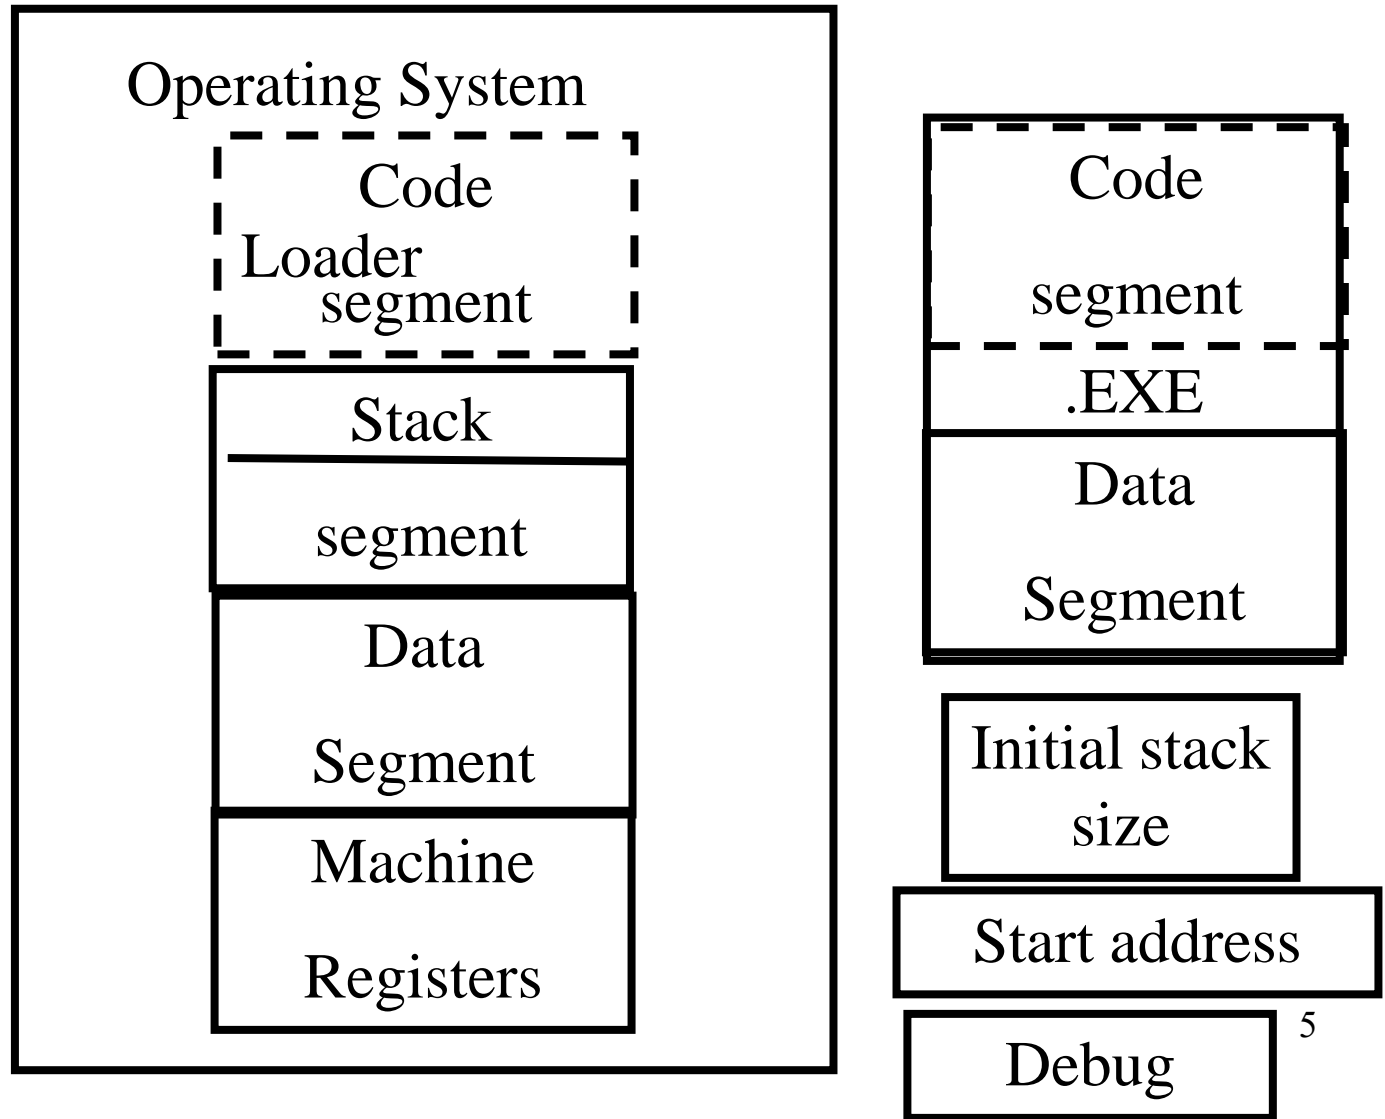 Operating System
Code
Loader
segment
Stack
segment
Data
Segment
Machine
Registers
Code
segment
.EXE
Data
Segment
Initial stack
size
Start address
Debug
5